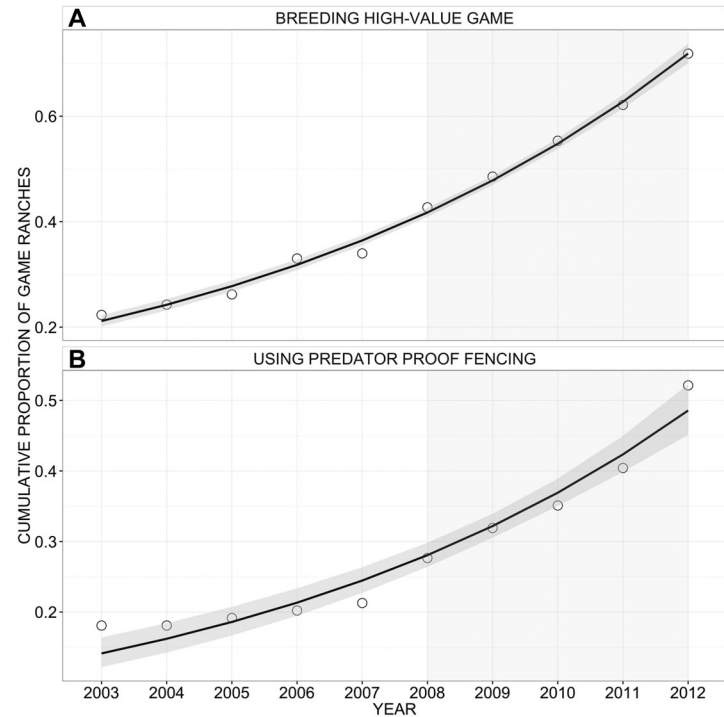 A
BREEDING HIGH-VALUE GAME
0.6
0.4
0.2
CUMULATIVE PROPORTION OF GAME RANCHES
B
USING PREDATOR PROOF FENCING
0.5
0.4
0.3
0.2
2003 2004 2005 2006 2007 2008 2009 2010 2011 2012
YEAR